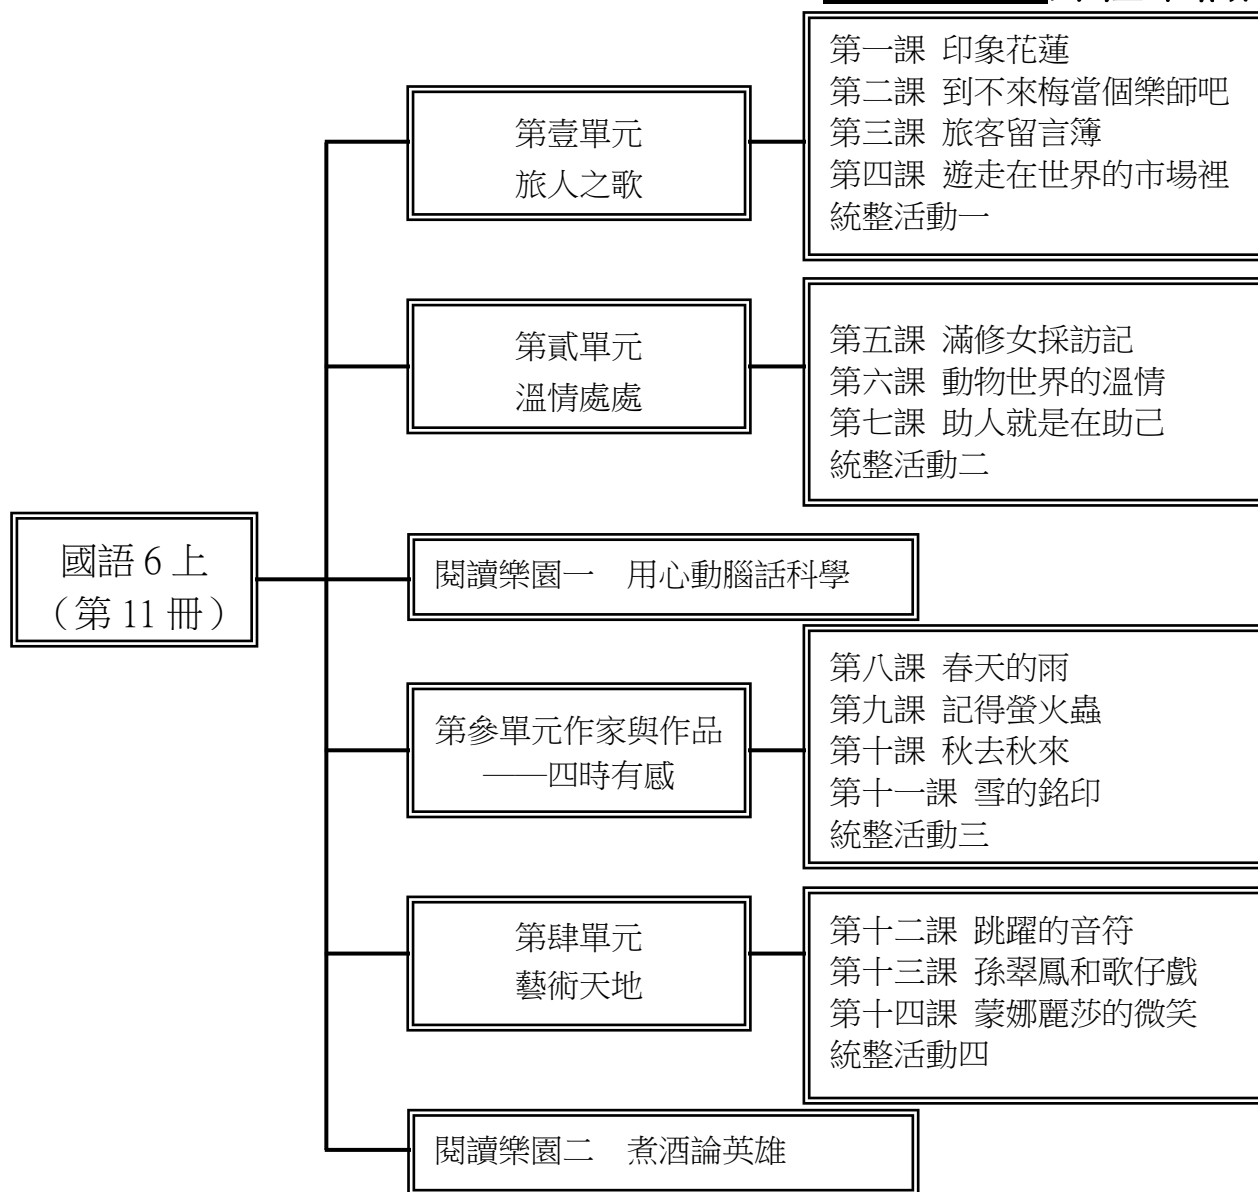 國語 6 上
（第 11 冊）
第壹單元
旅人之歌
第一課 印象花蓮
第二課 到不來梅當個樂師吧
第三課 旅客留言簿
第四課 遊走在世界的市場裡
統整活動一
第貳單元
溫情處處
第五課 滿修女採訪記
第六課 動物世界的溫情
第七課 助人就是在助己
統整活動二
閱讀樂園一　用心動腦話科學
第參單元作家與作品
——四時有感
第八課 春天的雨
第九課 記得螢火蟲
第十課 秋去秋來
第十一課 雪的銘印
統整活動三
第肆單元
藝術天地
第十二課 跳躍的音符
第十三課 孫翠鳳和歌仔戲
第十四課 蒙娜麗莎的微笑
統整活動四
閱讀樂園二　煮酒論英雄